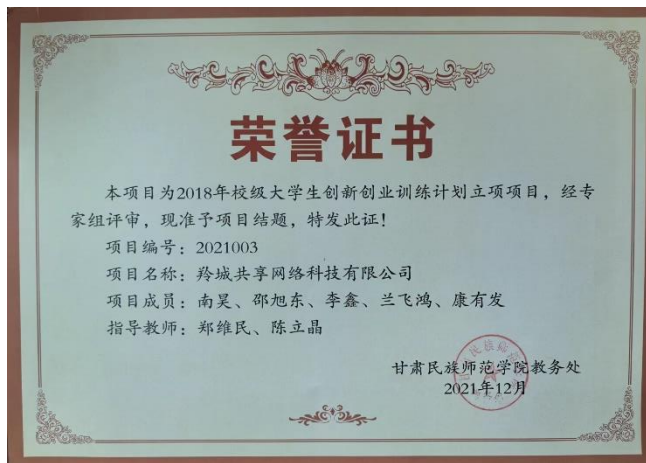 荣誉证书
本项目为2018年校级大学生创新创业训练计划立项项目，经专
家组评审，现准予项目结题，特发此证！
项目编号：2021003
项目名称：羚城共享网络科技有限公司
项目成员：南昊、邵旭东、李鑫、兰飞鸿、康有发
指导教师：郑维民、陈立晶
甘肃民族师范学院教务处
2021年12月